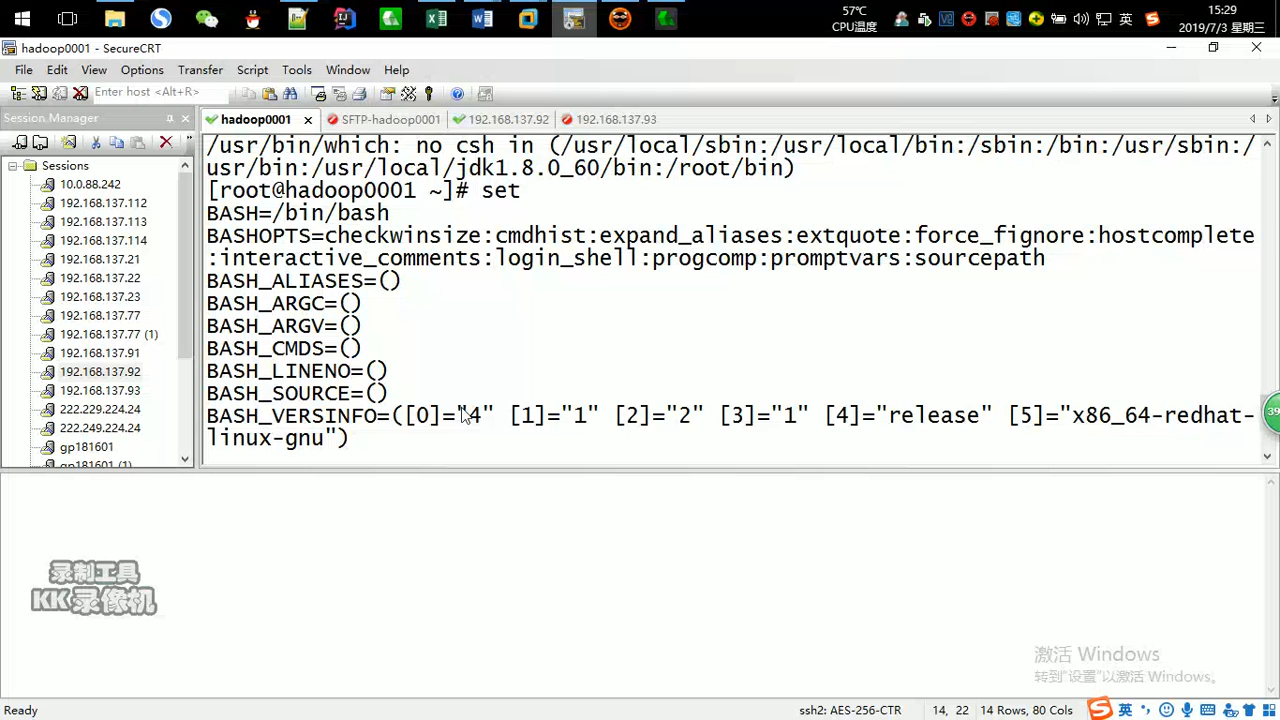 57℃
CPU温度
英
15:29
2019/7/3 星期三
hadoop0001 - SecureCRT
File Edit View Options Transfer Script Tools Window Help
Enter host <Alt+R>
Session Manager
hadoop0001 SFTP-hadoop0001 192.168.137.92 192.168.137.93
Sessions
10.0.88.242
192.168.137.112
192.168.137.113
192.168.137.114
192.168.137.21
192.168.137.22
192.168.137.23
192.168.137.77
192.168.137.77 (1)
192.168.137.91
192.168.137.92
192.168.137.93
222.229.224.24
222.249.224.24
gp181601
gp181601 (1)
/usr/bin/which: no csh in (/usr/local/sbin:/usr/local/bin:/sbin:/bin:/usr/sbin:/
usr/bin:/usr/local/jdk1.8.0_60/bin:/root/bin)
[root@hadoop0001 ~]# set
BASH=/bin/bash
BASHOPTS=checkwinsize:cmdhist:expand_aliases:extquote:force_fignore:hostcomplete
:interactive_comments:login_shell:progcomp:promptvars:sourcepath
BASH_ALIASES=()
BASH_ARGC=()
BASH_ARGV=()
BASH_CMDS=()
BASH_LINENO=()
BASH_SOURCE=()
BASH_VERSINFO=([0]="4" [1]="1" [2]="2" [3]="1" [4]="release" [5]="x86_64-redhat-
linux-gnu")
39
录制工具
KK录像机
激活 Windows
转到"设置"以激活 Windows。
Ready
ssh2: AES-256-CTR 14, 22 14 Rows, 80 Cols
英